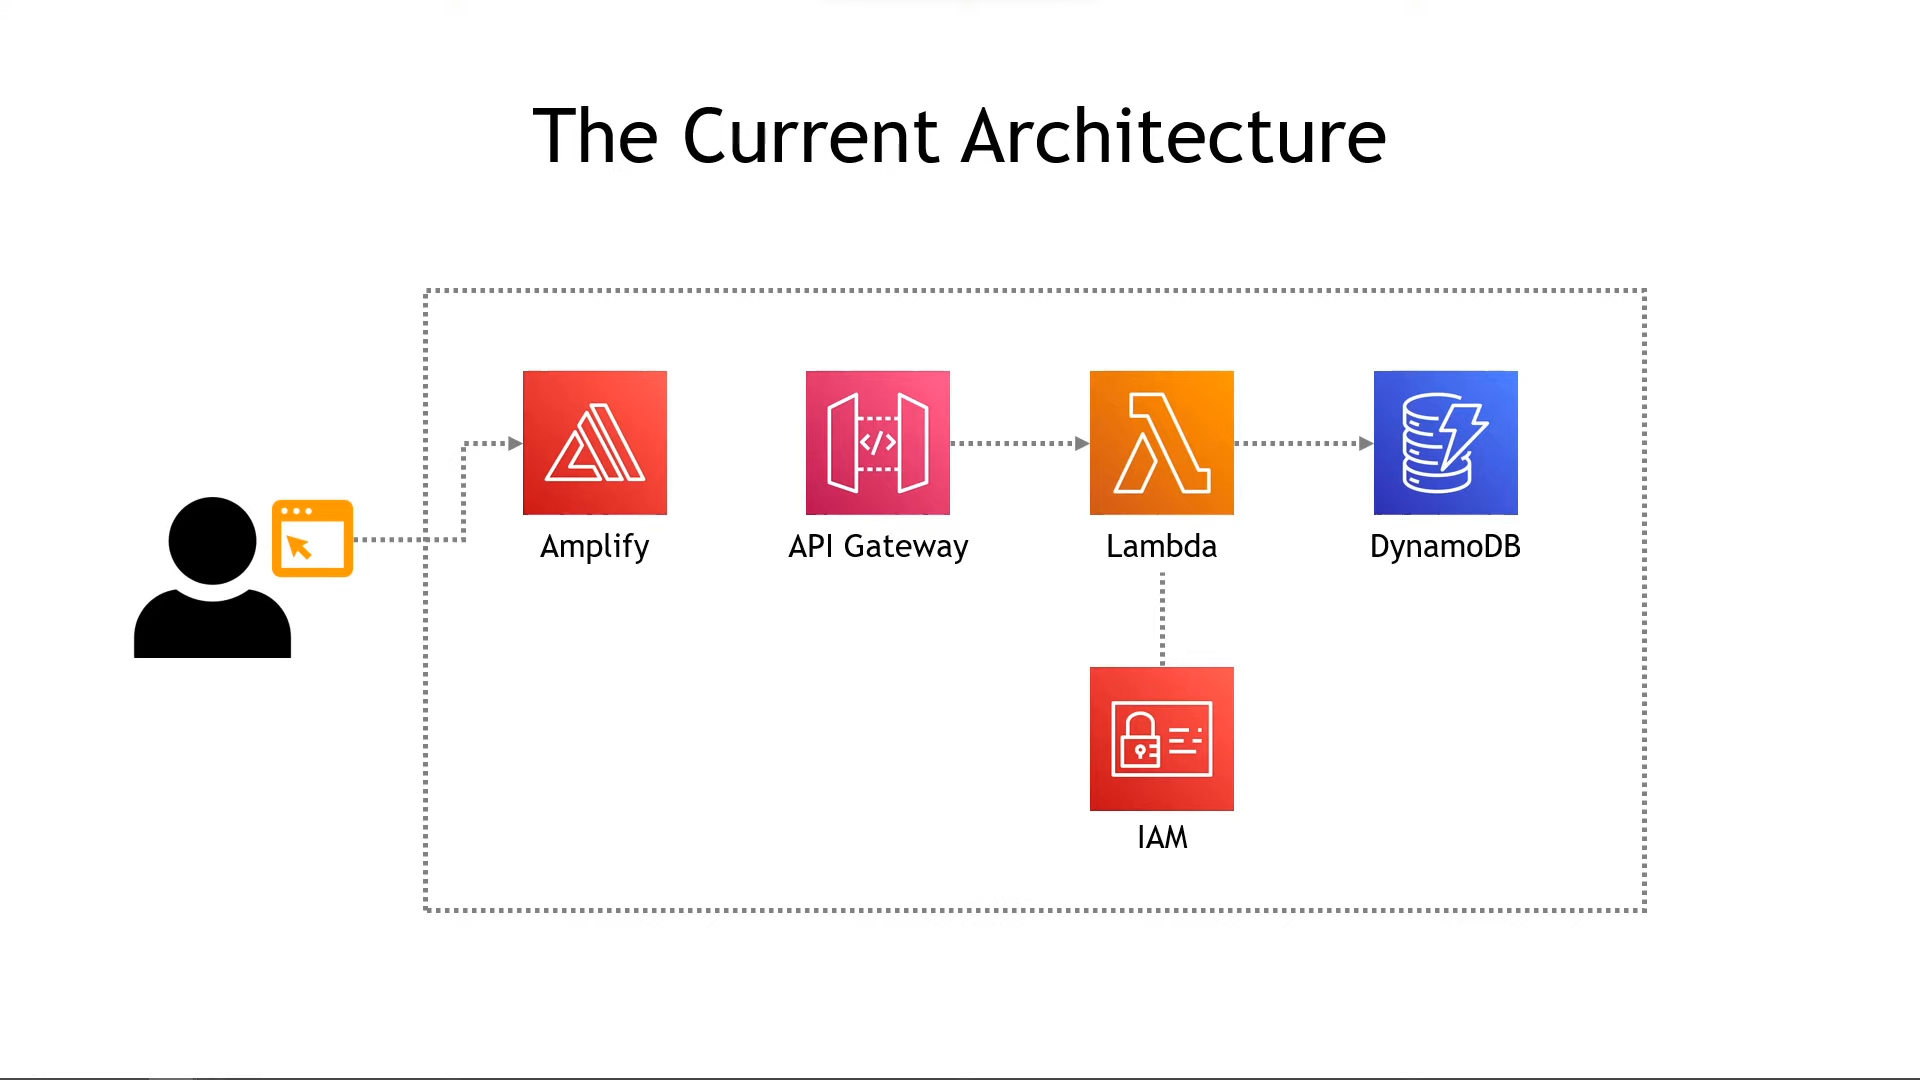 The Current Architecture
</>
Amplify
API Gateway
Lambda
DynamoDB
IAM